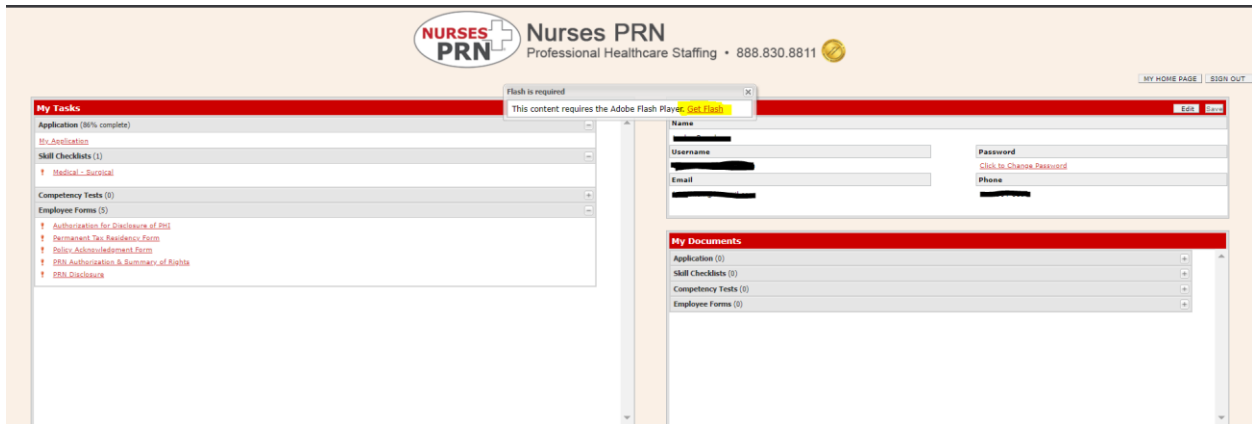 NURSES
PRN
Nurses PRN
Professional Healthcare Staffing • 888.830.8811
MY HOME PAGE
SIGN OUT
Flash is required
This content requires the Adobe Flash Player. Get Flash
My Tasks
Application (86% complete)
My Application
Skill Checklists (1)
Medical - Surgical
Competency Tests (0)
Employee Forms (5)
Authorization for Disclosure of PHI
Permanent Tax Residency Form
Policy Acknowledgment Form
PRN Authorization & Summary of Rights
PRN Disclosure
Edit
Save
Name
Username
Password
Click to Change Password
Email
Phone
My Documents
Application (0)
Skill Checklists (0)
Competency Tests (0)
Employee Forms (0)